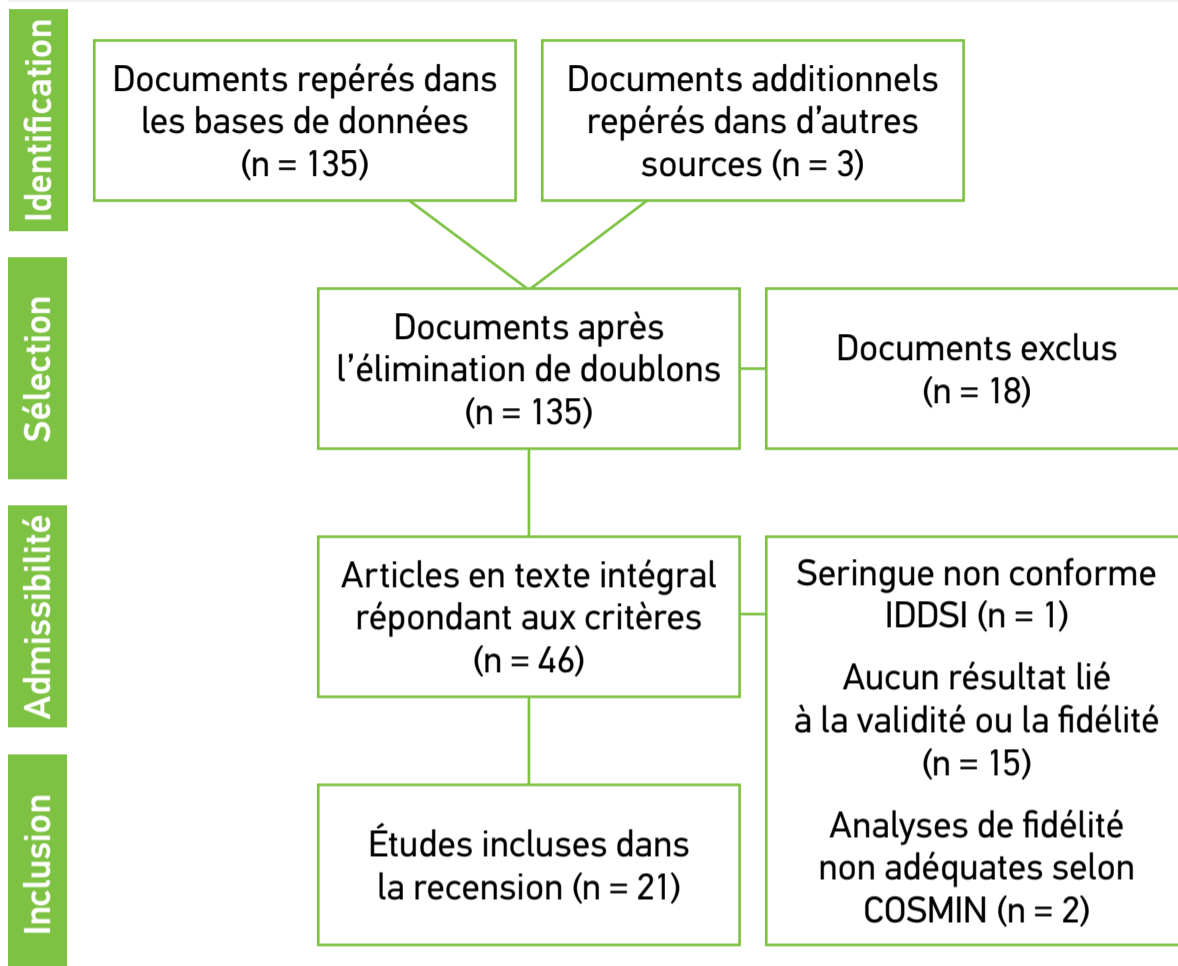 Identification
Documents repérés dans
les bases de données
(n = 135)
Documents additionnels
repérés dans d'autres
sources (n = 3)
Sélection
Documents après
l'élimination de doublons
(n = 135)
Documents exclus
(n = 18)
Admissibilité
Articles en texte intégral
répondant aux critères
(n = 46)
Seringue non conforme
IDDSI (n = 1)
Aucun résultat lié
à la validité ou la fidélité
(n = 15)
Analyses de fidélité
non adéquates selon
COSMIN (n = 2)
Inclusion
Études incluses dans
la recension (n = 21)